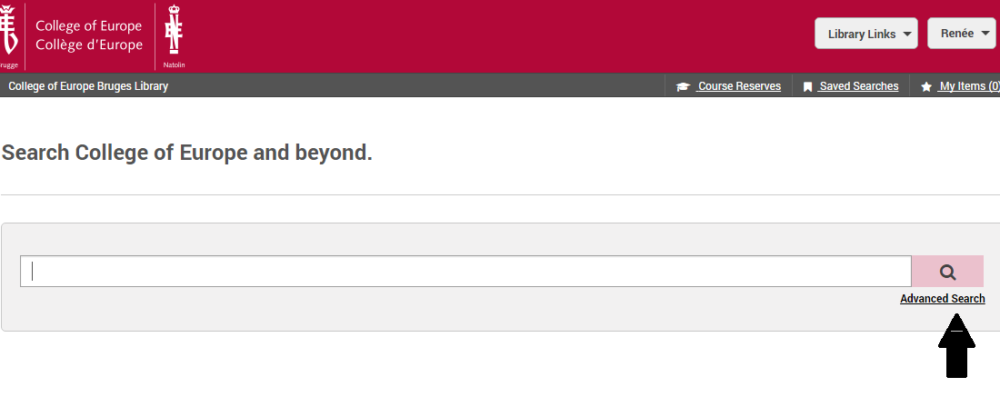 College of Europe
Collège d'Europe
Natolin
Library Links
Renée
College of Europe Bruges Library
Course Reserves
Saved Searches
My Items (0)
Search College of Europe and beyond.
Advanced Search